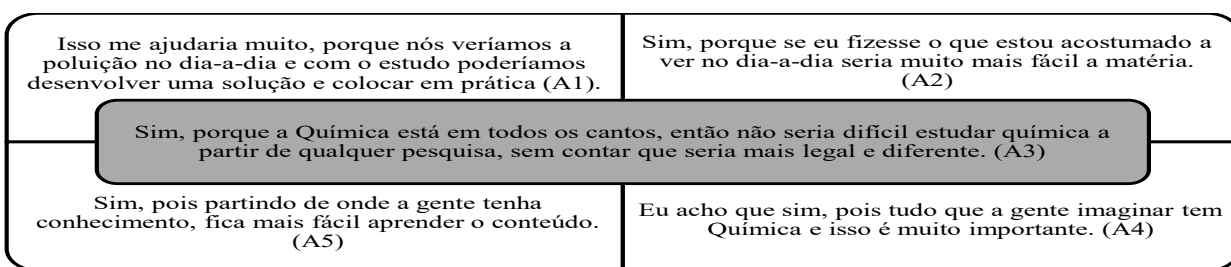 Isso me ajudaria muito, porque nós veríamos a
poluição no dia-a-dia e com o estudo poderíamos
desenvolver uma solução e colocar em prática (A1).
Sim, porque se eu fizesse o que estou acostumado a
ver no dia-a-dia seria muito mais fácil a matéria.
(A2)
Sim, porque a Química está em todos os cantos, então não seria difícil estudar química a
partir de qualquer pesquisa, sem contar que seria mais legal e diferente. (A3)
Sim, pois partindo de onde a gente tenha
conhecimento, fica mais fácil aprender o conteúdo.
(A5)
Eu acho que sim, pois tudo que a gente imaginar tem
Química e isso é muito importante. (A4)